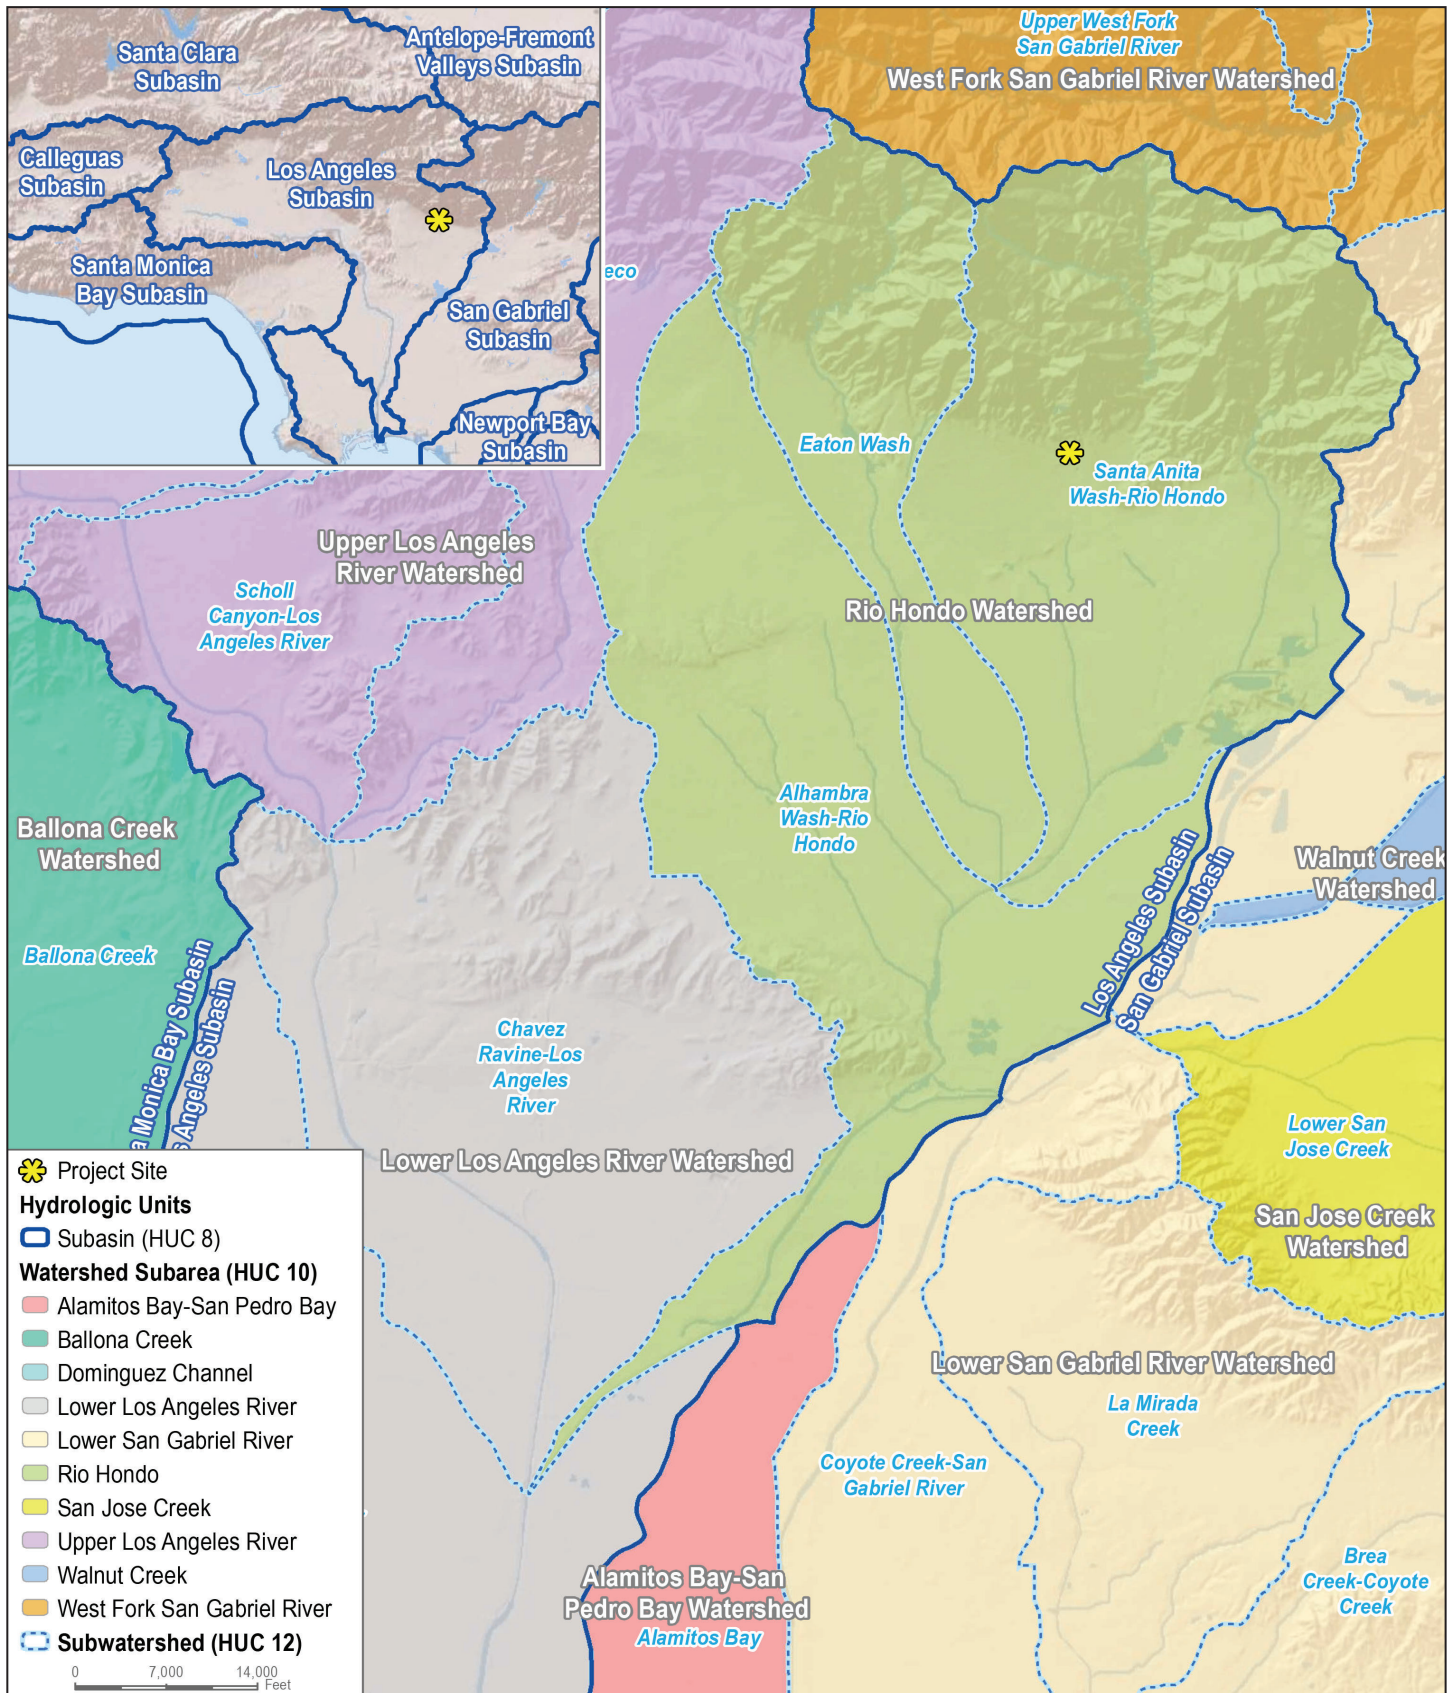 Santa Clara
Subasin
Antelope-Fremont
Valleys Subasin
Calleguas
Subasin
Los Angeles
Subasin
Santa Monica
Bay Subasin
San Gabriel
Subasin
Newport Bay
Subasin
Upper West Fork
San Gabriel River
West Fork San Gabriel River Watershed
eco
Eaton Wash
Santa Anita
Wash-Rio Hondo
Upper Los Angeles
River Watershed
Scholl
Canyon-Los
Angeles River
Rio Hondo Watershed
Alhambra
Wash-Rio
Hondo
Ballona Creek
Watershed
Ballona Creek
Walnut Creek
Watershed
Los Angeles Subasin
San Gabriel Subasin
a Monica Bay Subasin
s Angeles Subasin
Chavez
Ravine-Los
Angeles
River
Lower Los Angeles River Watershed
Lower San
Jose Creek
San Jose Creek
Watershed
Lower San Gabriel River Watershed
La Mirada
Creek
Coyote Creek-San
Gabriel River
Brea
Creek-Coyote
Creek
Alamitos Bay-San
Pedro Bay Watershed
Alamitos Bay
Project Site
Hydrologic Units
Subasin (HUC 8)
Watershed Subarea (HUC 10)
Alamitos Bay-San Pedro Bay
Ballona Creek
Dominguez Channel
Lower Los Angeles River
Lower San Gabriel River
Rio Hondo
San Jose Creek
Upper Los Angeles River
Walnut Creek
West Fork San Gabriel River
Subwatershed (HUC 12)
0 7,000 14,000
Feet